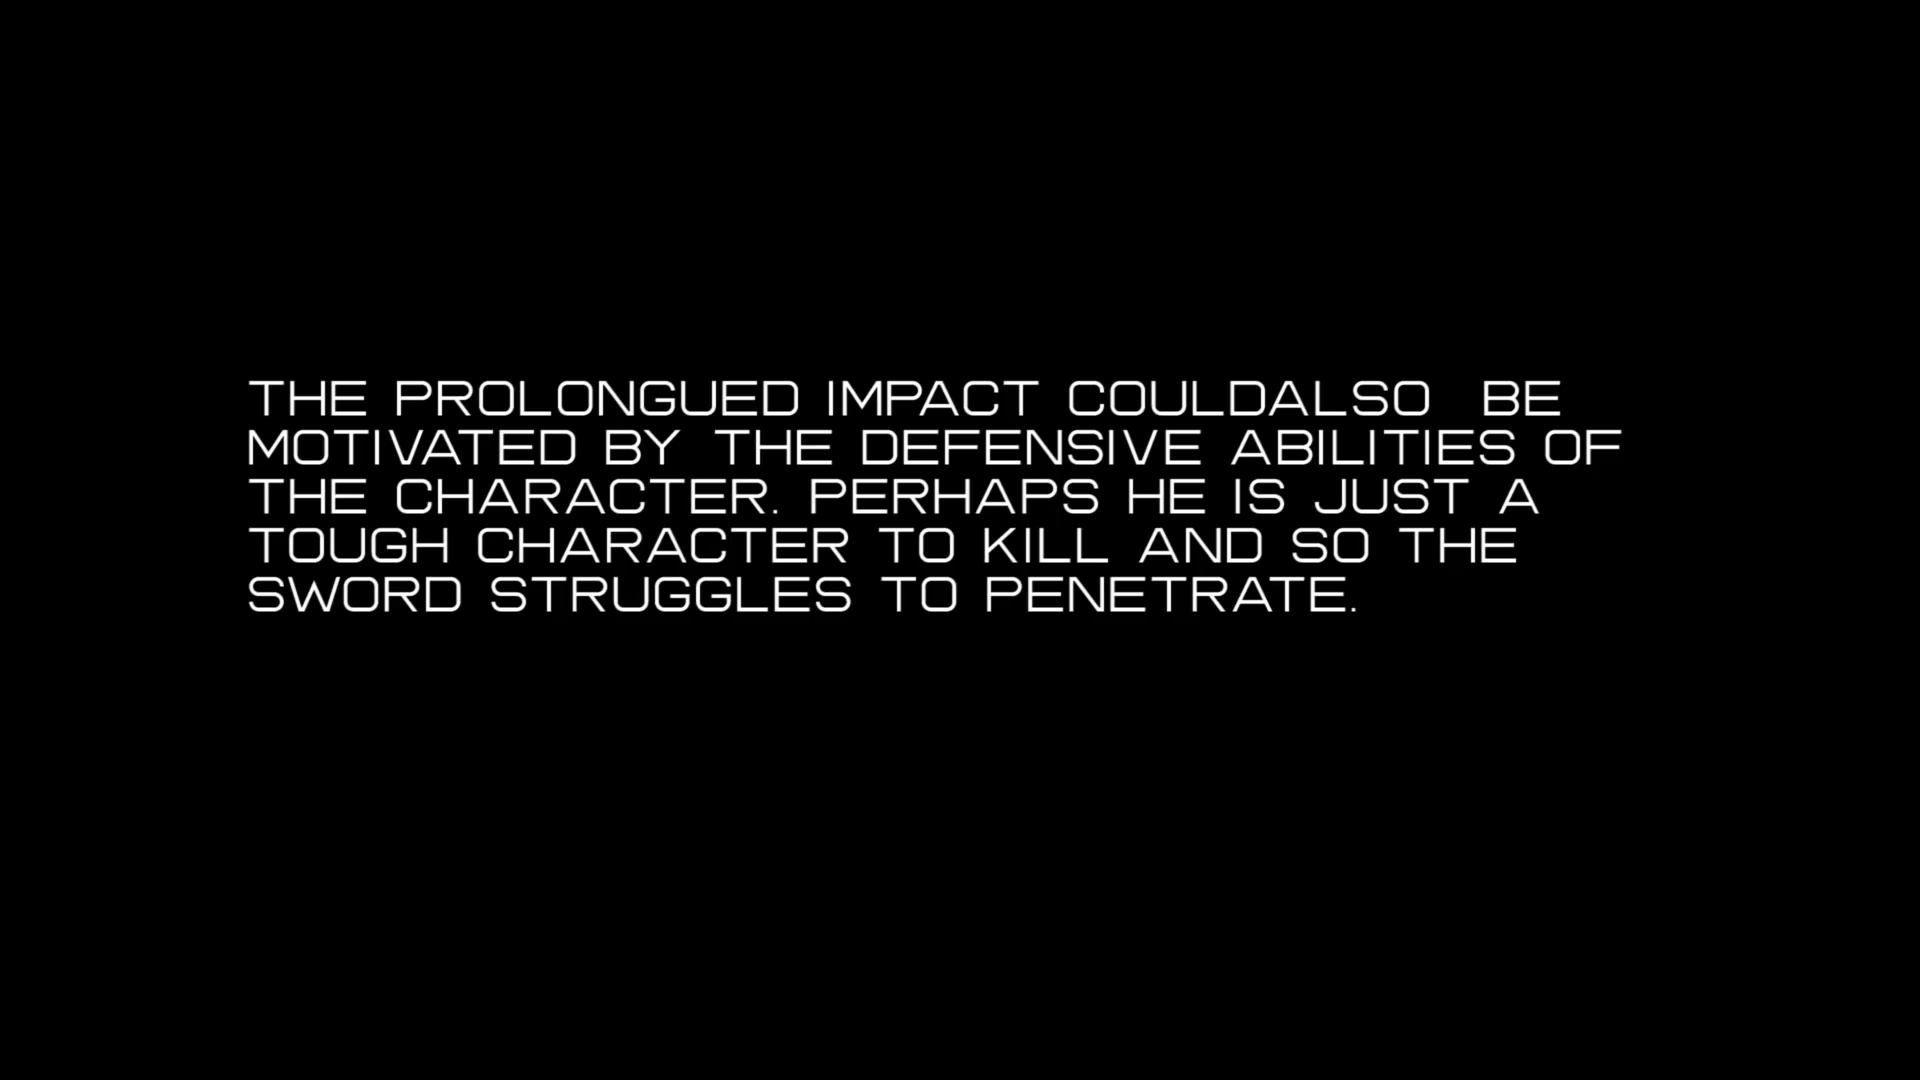 THE PROLONGUED IMPACT COULDALSO  BE
MOTIVATED BY THE DEFENSIVE ABILITIES OF
THE CHARACTER. PERHAPS HE IS JUST A
TOUGH CHARACTER TO KILL AND SO THE
SWORD STRUGGLES TO PENETRATE.